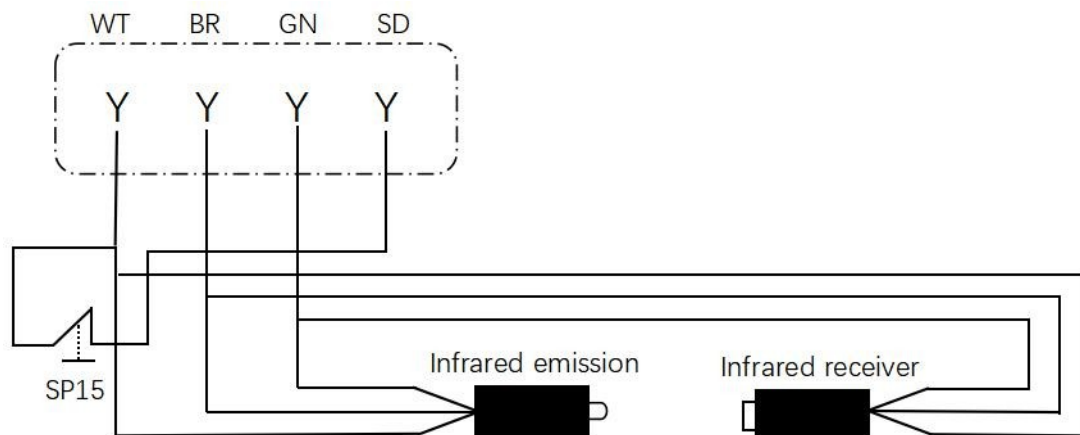 WT BR GN SD
Y Y Y Y
Infrared emission
Infrared receiver
SP15